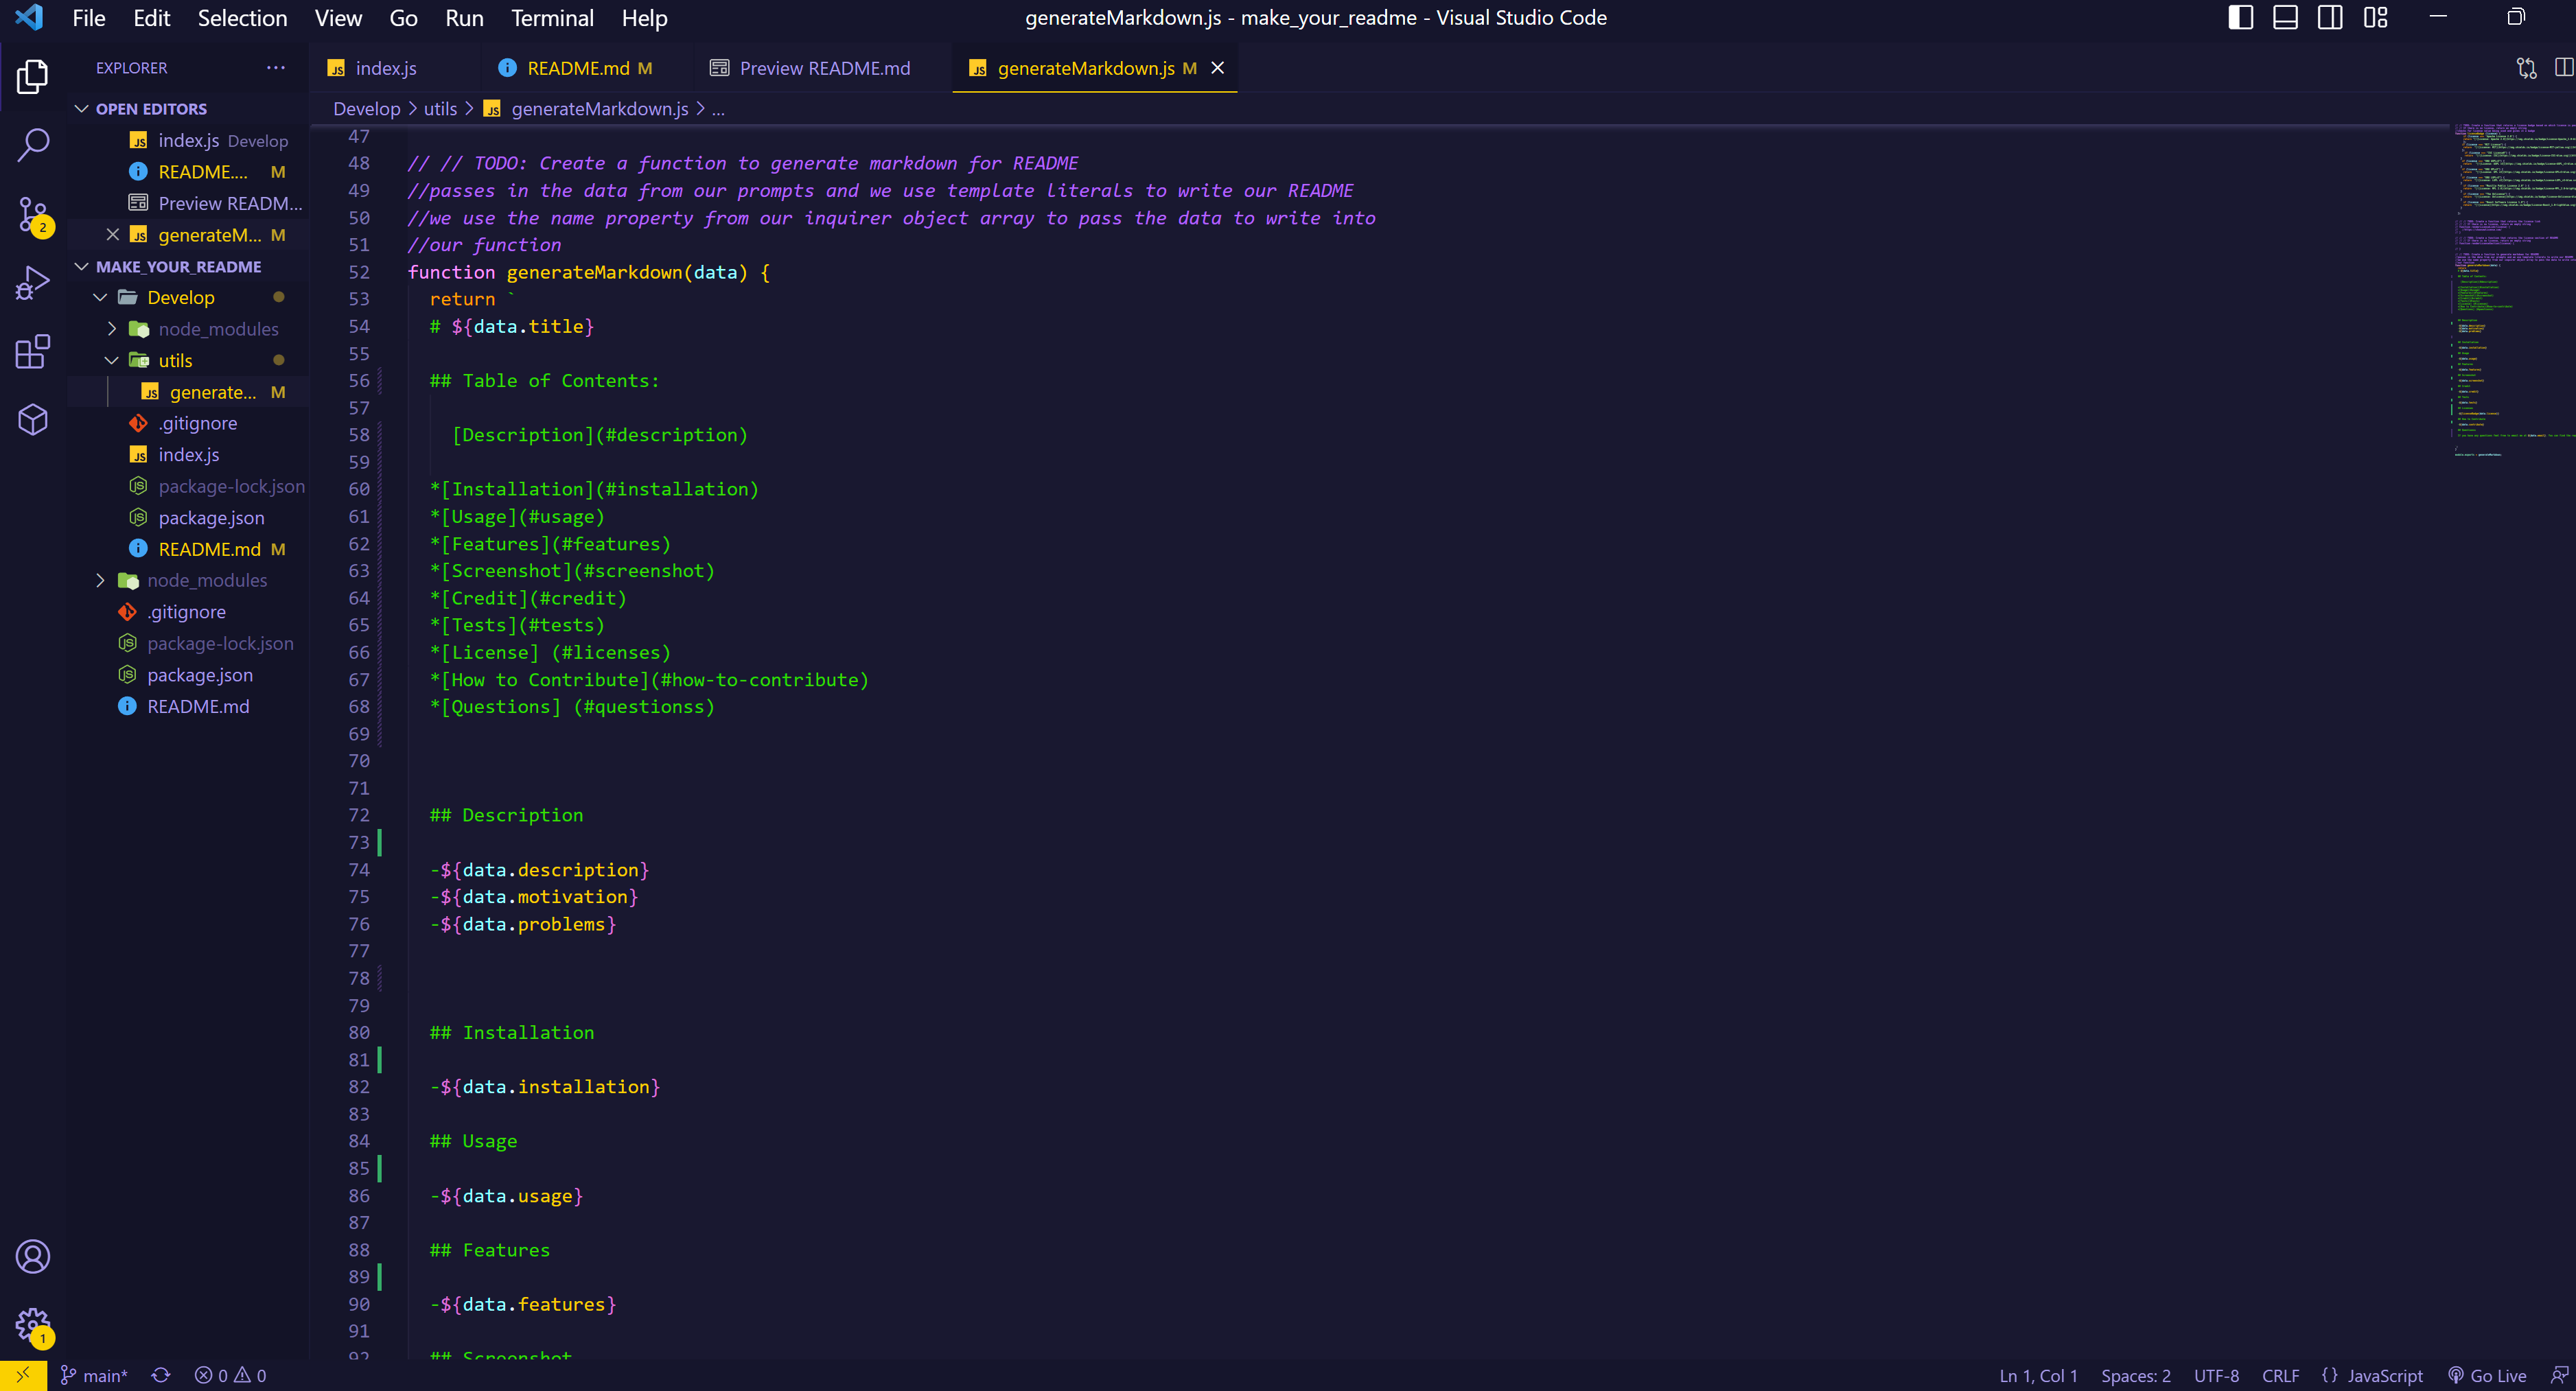 File Edit Selection View Go Run Terminal Help
generateMarkdown.js - make_your_readme - Visual Studio Code
EXPLORER
OPEN EDITORS
index.js Develop
README.... M
Preview READM...
generateM... M
MAKE_YOUR_README
Develop
node_modules
utils
generate... M
.gitignore
index.js
package-lock.json
package.json
README.md M
node_modules
.gitignore
package-lock.json
package.json
README.md
2
1
index.js
README.md M
Preview README.md
generateMarkdown.js M
Develop > utils > generateMarkdown.js > ...
47
48 // // TODO: Create a function to generate markdown for README
49 //passes in the data from our prompts and we use template literals to write our README
50 //we use the name property from our inquirer object array to pass the data to write into
51 //our function
52 function generateMarkdown(data) {
53 return `
54 # ${data.title}
55
56 ## Table of Contents:
57
58 [Description](#description)
59
60 *[Installation](#installation)
61 *[Usage](#usage)
62 *[Features](#features)
63 *[Screenshot](#screenshot)
64 *[Credit](#credit)
65 *[Tests](#tests)
66 *[License] (#licenses)
67 *[How to Contribute](#how-to-contribute)
68 *[Questions] (#questionss)
69
70
71
72 ## Description
73
74 -${data.description}
75 -${data.motivation}
76 -${data.problems}
77
78
79
80 ## Installation
81
82 -${data.installation}
83
84 ## Usage
85
86 -${data.usage}
87
88 ## Features
89
90 -${data.features}
91
92 ## Screenshot
main* 0 0
Ln 1, Col 1 Spaces: 2 UTF-8 CRLF {} JavaScript Go Live